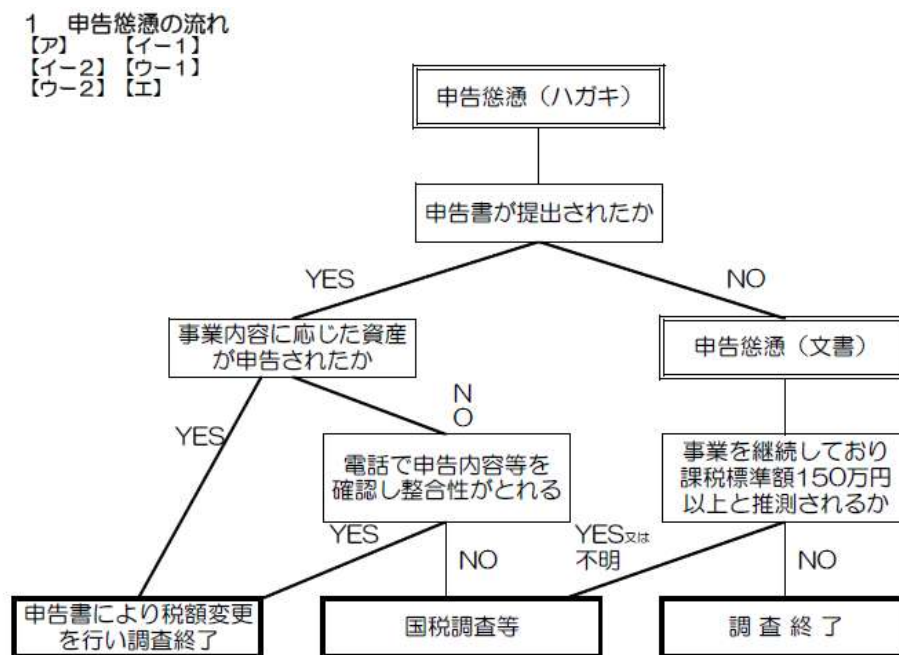 1 申告慫慂の流れ
【ア】 【イー1】
【イー2】 【ウー1】
【ウー2】 【エ】
申告慫慂（ハガキ）
申告書が提出されたか
YES
NO
事業内容に応じた資産
が申告されたか
申告慫慂（文書）
YES
N
O
電話で申告内容等を
確認し整合性がとれる
事業を継続しており
課税標準額150万円
以上と推測されるか
YES
NO
YES又は
不明
NO
申告書により税額変更
を行い調査終了
国税調査等
調査終了